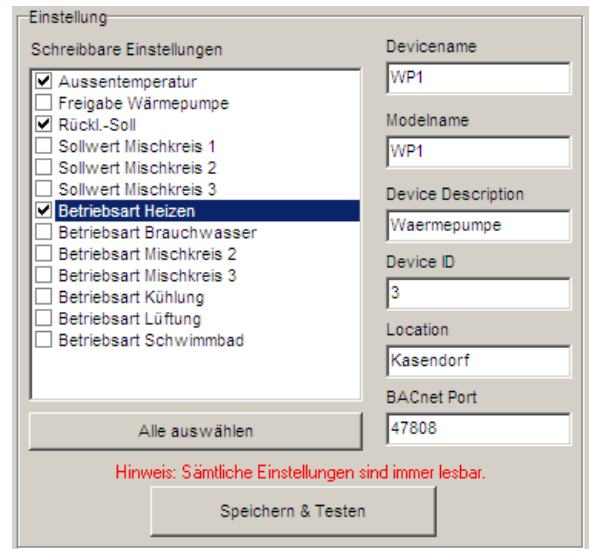 Einstellung
Schreibbare Einstellungen
Aussentemperatur
Freigabe Wärmepumpe
Rückl.-Soll
Sollwert Mischkreis 1
Sollwert Mischkreis 2
Sollwert Mischkreis 3
Betriebsart Heizen
Betriebsart Brauchwasser
Betriebsart Mischkreis 2
Betriebsart Mischkreis 3
Betriebsart Kühlung
Betriebsart Lüftung
Betriebsart Schwimmbad
Alle auswählen
Devicename
WP1
Modelname
WP1
Device Description
Waermepumpe
Device ID
3
Location
Kasendorf
BACnet Port
47808
Hinweis: Sämtliche Einstellungen sind immer lesbar.
Speichern & Testen